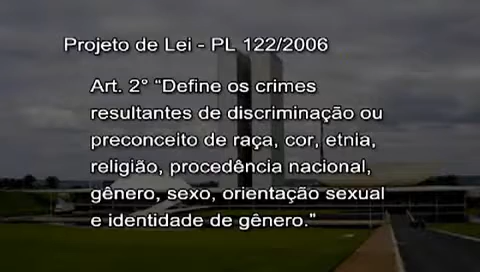 Projeto de Lei - PL 122/2006
Art. 2° “Define os crimes
resultantes de discriminação ou
preconceito de raça, cor, etnia,
religião, procedência nacional,
gênero, sexo, orientação sexual
e identidade de gênero."